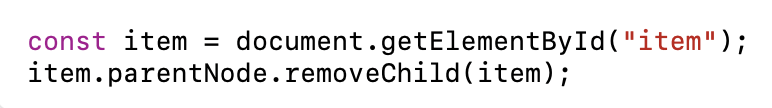 const item = document.getElementById("item");
item.parentNode.removeChild(item);